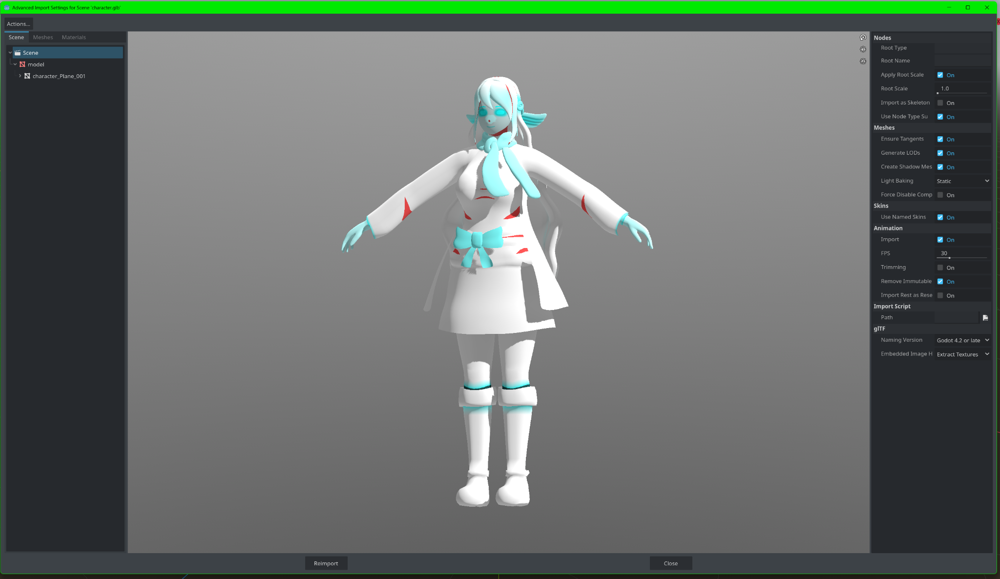 Advanced Import Settings for Scene 'character.glb'
Actions...
Scene Meshes Materials
Scene
model
character_Plane_001
Nodes
Root Type
Root Name
Apply Root Scale On
Root Scale 1.0
Import as Skeleton On
Use Node Type Su On
Meshes
Ensure Tangents On
Generate LODs On
Create Shadow Mes On
Light Baking Static
Force Disable Comp On
Skins
Use Named Skins On
Animation
Import On
FPS 30
Trimming On
Remove Immutable On
Import Rest as Rese On
Import Script
Path
glTF
Naming Version Godot 4.2 or late
Embedded Image H Extract Textures
Reimport Close